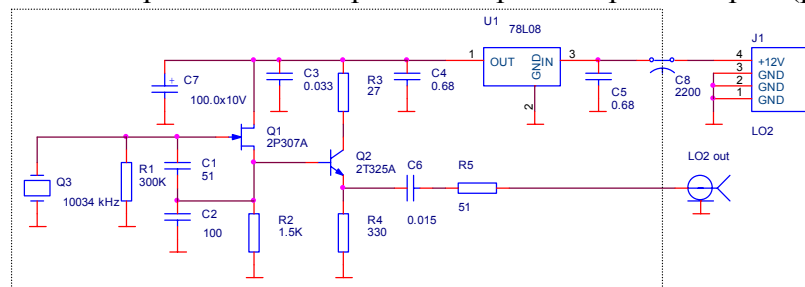 U1
78L08
J1
1
OUT
GND
IN
3
2
C7
+
100.0x10V
C3
0.033
R3
27
C4
0.68
C5
0.68
C8
2200
4
3
2
1
+12V
GND
GND
GND
LO2
Q1
2P307A
Q2
2T325A
C6
0.015
R5
51
LO2 out
Q3
10034 kHz
R1
300K
C1
51
C2
100
R2
1.5K
R4
330